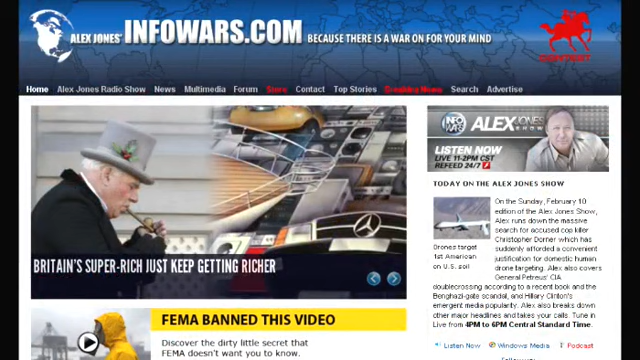 ALEX JONES' INFOWARS.COM BECAUSE THERE IS A WAR ON FOR YOUR MIND
CONTACT
Home Alex Jones Radio Show News Multimedia Forum Store Contact Top Stories Breaking News Search Advertise
BRITAIN'S SUPER-RICH JUST KEEP GETTING RICHER
FEMA BANNED THIS VIDEO
Discover the dirty little secret that
FEMA doesn't want you to know.
INFO WARS ALEX JONES SHOW
LISTEN NOW
LIVE 11-2PM CST
REFEED 24/7
TODAY ON THE ALEX JONES SHOW
On the Sunday, February 10
edition of the Alex Jones Show,
Alex runs down the massive
search for accused cop killer
Christopher Dorner which has
suddenly afforded a convenient
justification for domestic human
drone targeting. Alex also covers
General Petreus' CIA
Drones target
1st American
on U.S. soil
doublecrossing according to a recent book and the
Benghazi-gate scandal, and Hillary Clinton's
emergent media popularity. Alex also breaks down
other major headlines and takes your calls. Tune in
Live from 4PM to 6PM Central Standard Time.
Listen Now Windows Media Podcast